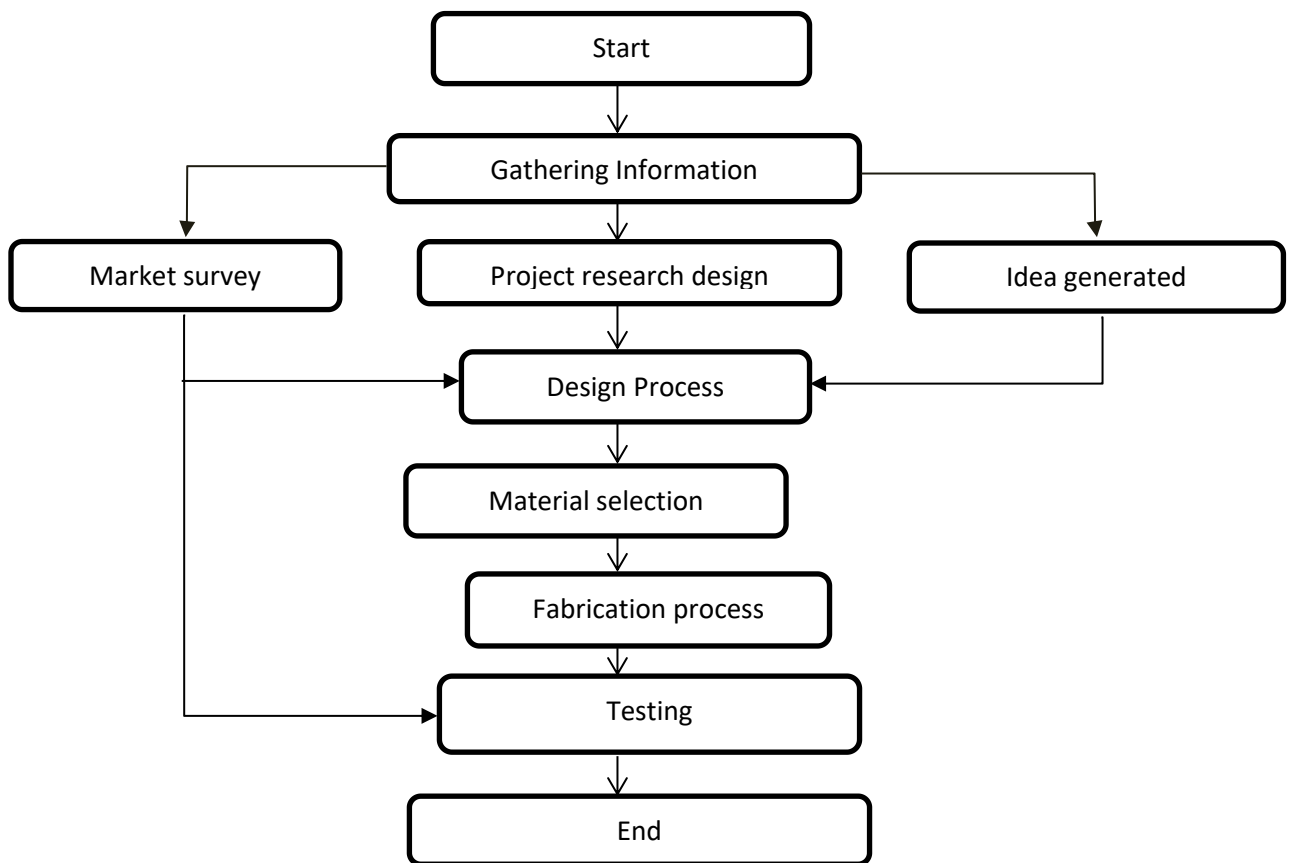 Start
Gathering Information
Market survey
Project research design
Idea generated
Design Process
Material selection
Fabrication process
Testing
End